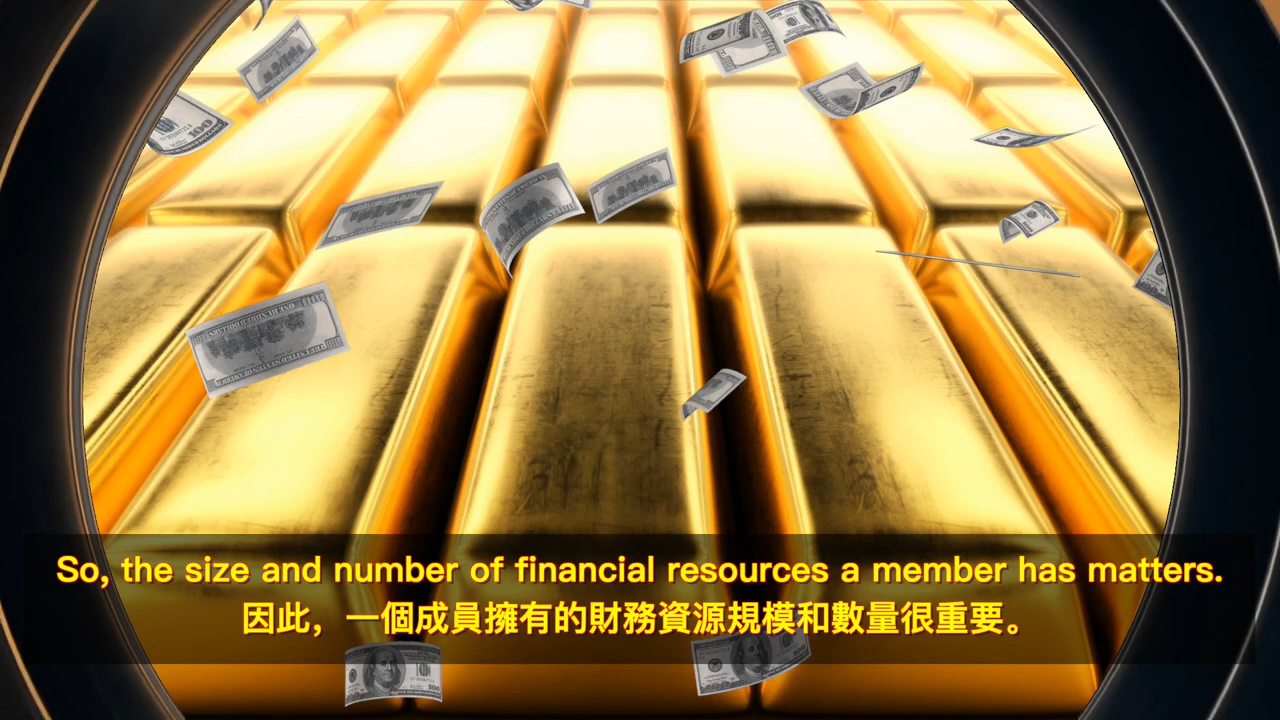 So, the size and number of financial resources a member has matters.
因此，一個成員擁有的財務資源規模和數量很重要。